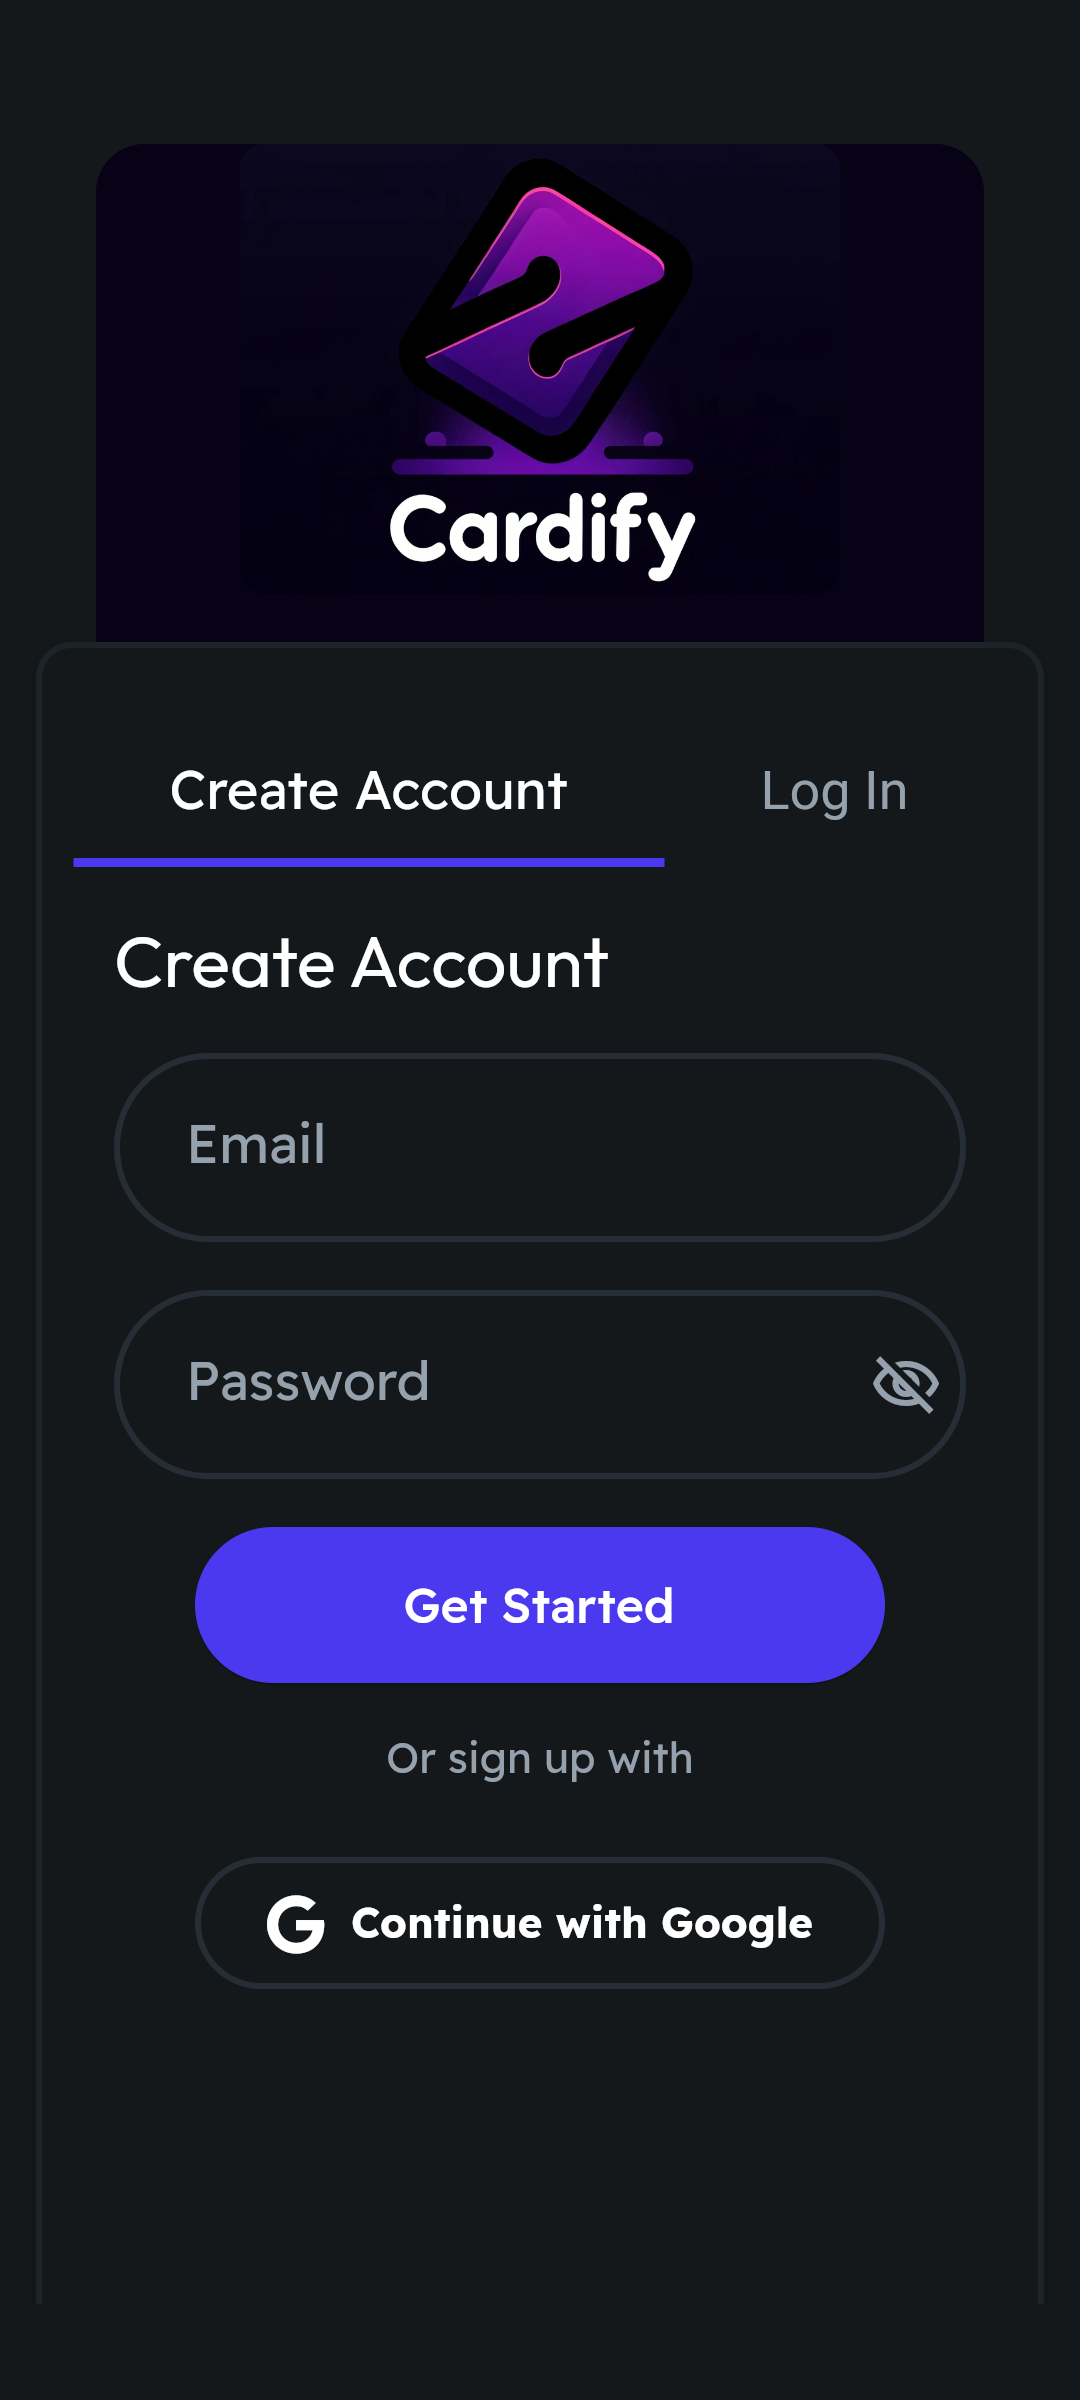 Cardify
Create Account
Log In
Create Account
Email
Password
Get Started
Or sign up with
Continue with Google